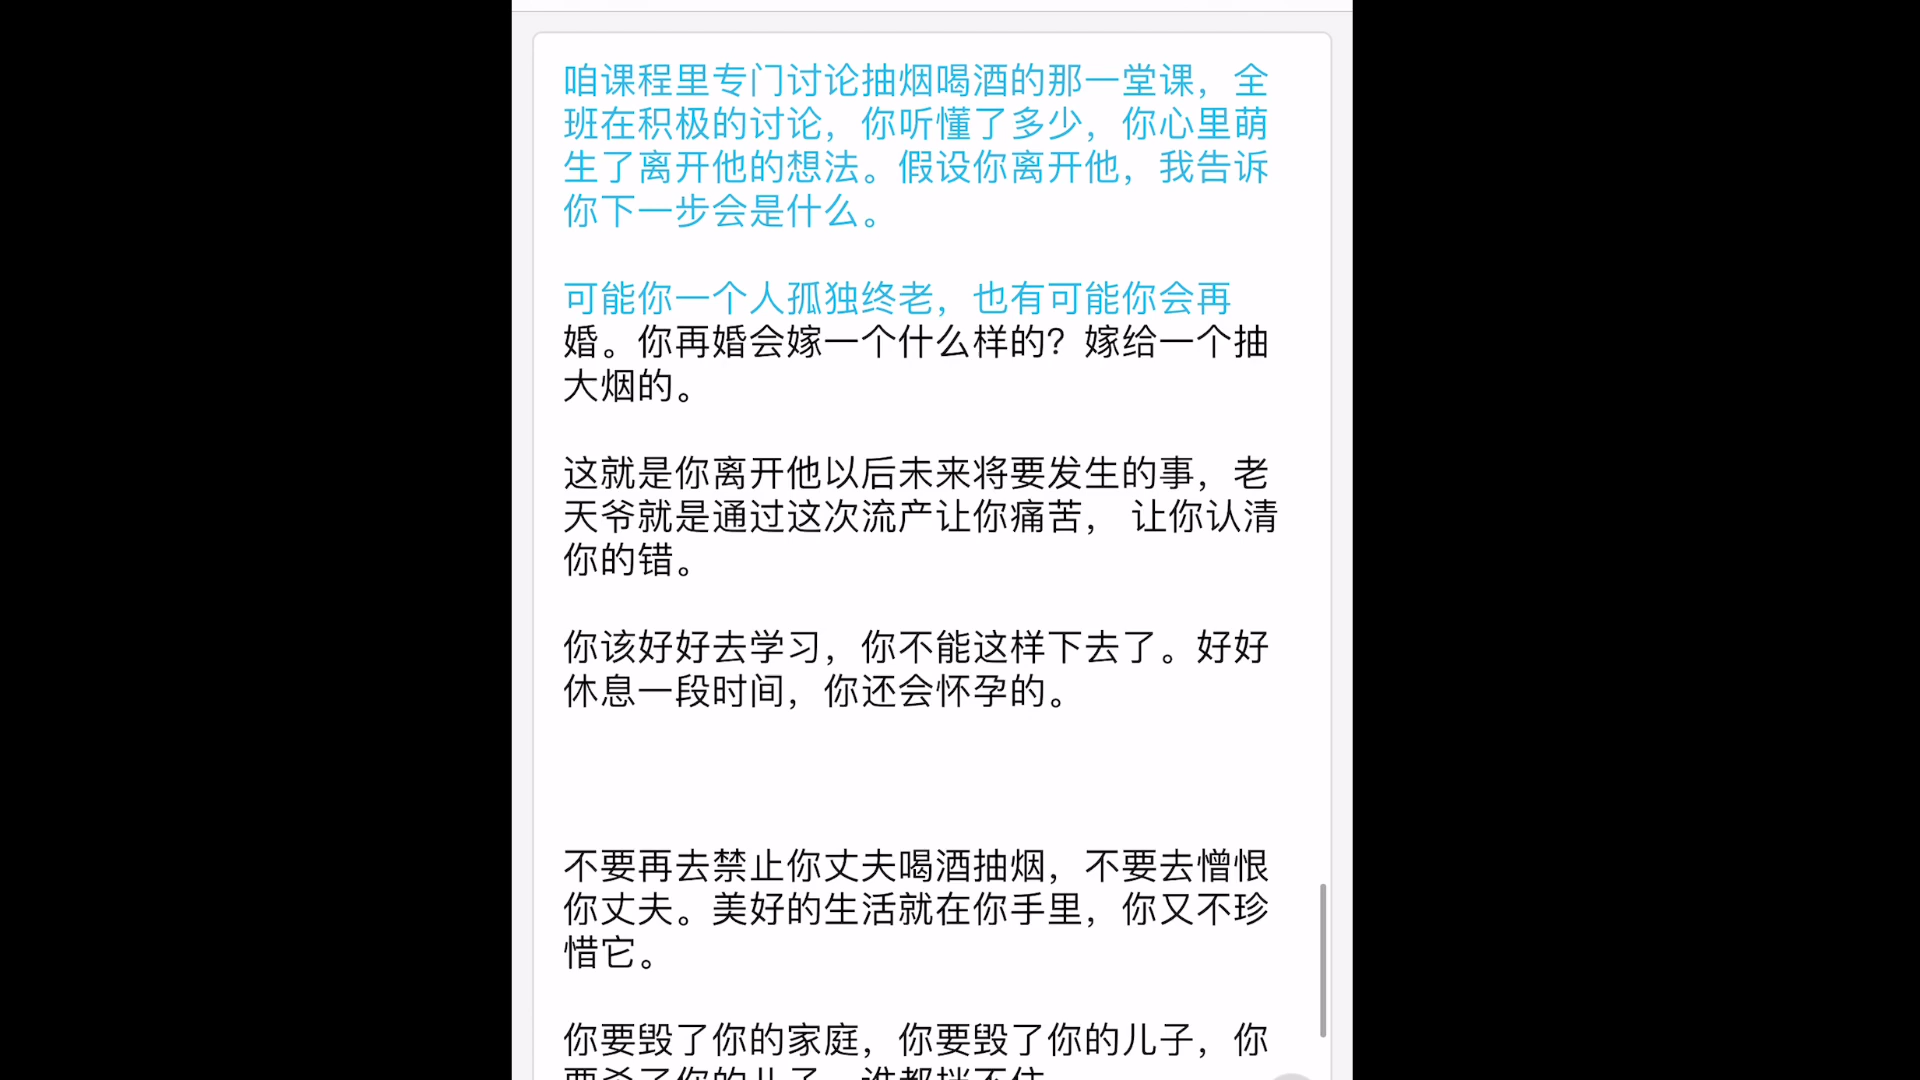 咱课程里专门讨论抽烟喝酒的那一堂课，全
班在积极的讨论，你听懂了多少，你心里萌
生了离开他的想法。假设你离开他，我告诉
你下一步会是什么。
可能你一个人孤独终老，也有可能你会再
婚。你再婚会嫁一个什么样的？嫁给一个抽
大烟的。
这就是你离开他以后未来将要发生的事，老
天爷就是通过这次流产让你痛苦， 让你认清
你的错。
你该好好去学习，你不能这样下去了。好好
休息一段时间，你还会怀孕的。
不要再去禁止你丈夫喝酒抽烟，不要去憎恨
你丈夫。美好的生活就在你手里，你又不珍
惜它。
你要毁了你的家庭，你要毁了你的儿子，你